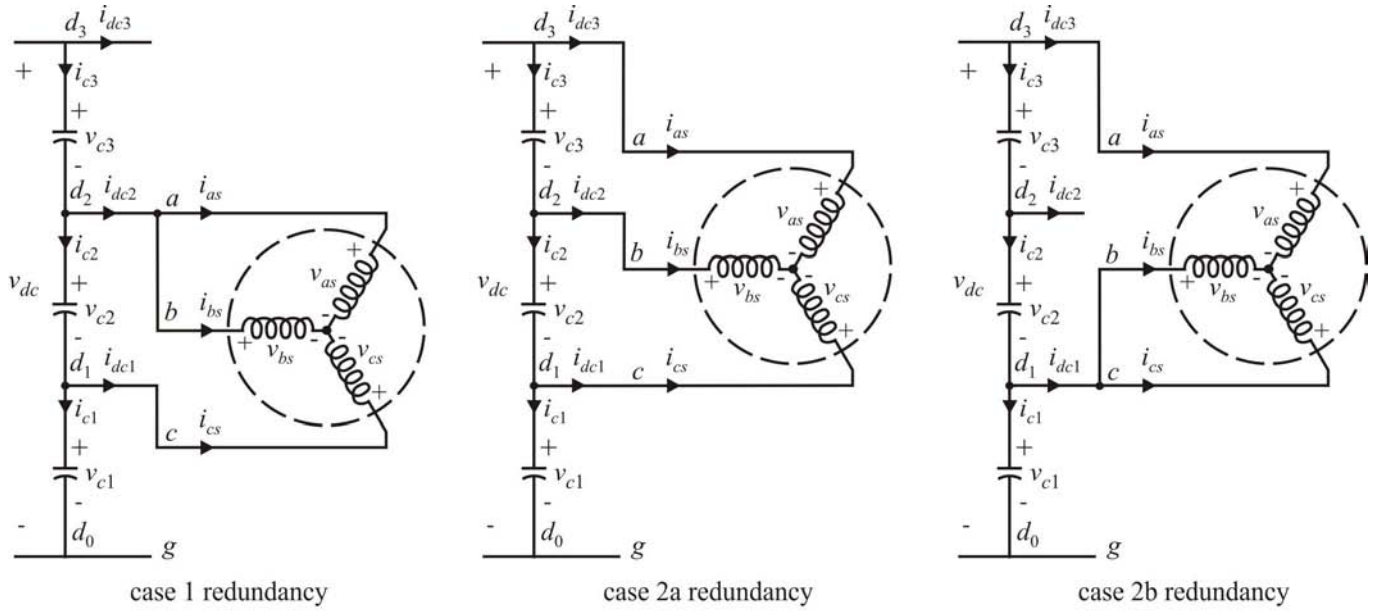 d3 idc3
+ ic3
+
vc3
-
d2 idc2 a ias
ic2
+
vdc
vc2
-
b ibs
+ vas -
+ vbs -
- vcs +
d1 idc1
ic1
c ics
+
vc1
-
- d0
g
case 1 redundancy
d3 idc3
+ ic3
+
vc3
-
a ias
d2 idc2
ic2
+
vdc
vc2
-
b ibs
+ vas -
+ vbs -
- vcs +
d1 idc1 c ics
ic1
+
vc1
-
- d0
g
case 2a redundancy
d3 idc3
+ ic3
+
vc3
-
a ias
d2 idc2
ic2
+
vdc
vc2
-
b ibs
+ vas -
+ vbs -
- vcs +
d1 idc1 c ics
ic1
+
vc1
-
- d0
g
case 2b redundancy